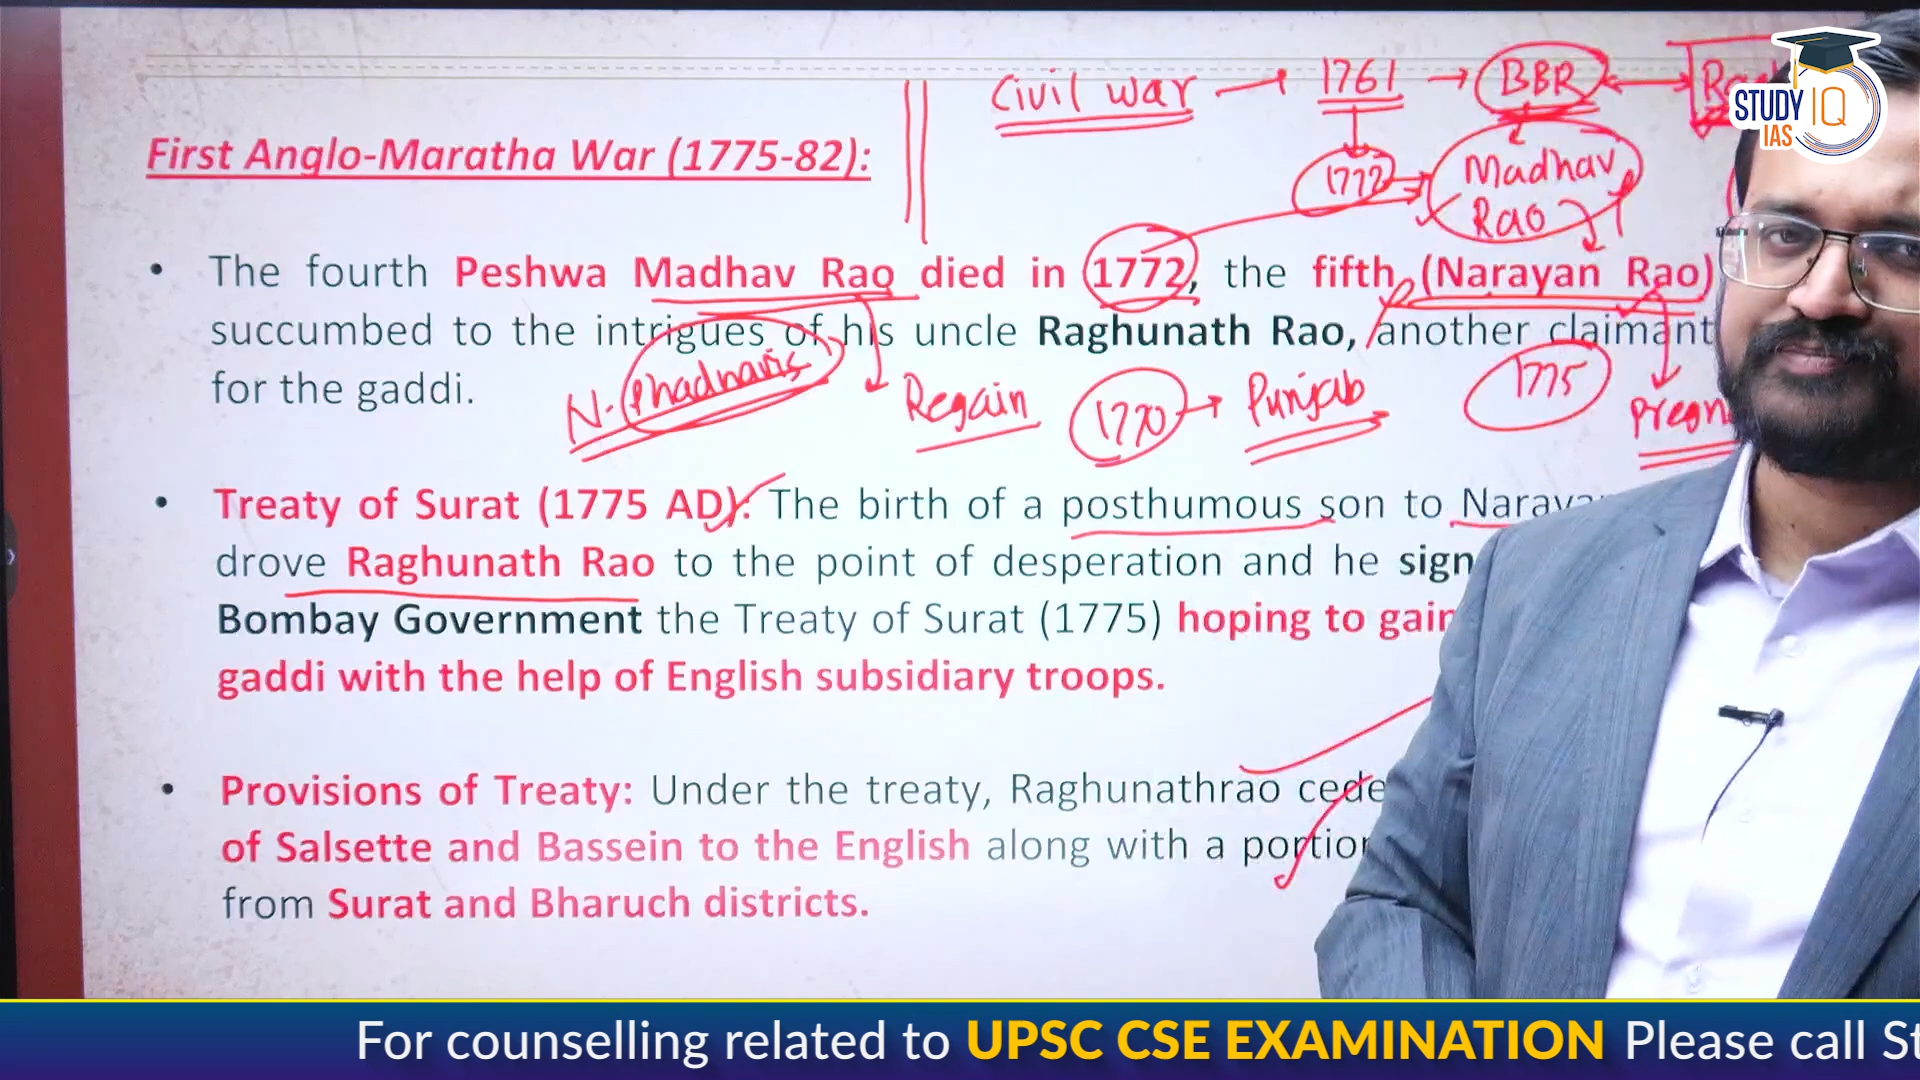 Civil war → 1761 → BBR
STUDY IQ
IAS
First Anglo-Maratha War (1775-82):
1772 Madhav
Rao
• The fourth Peshwa Madhav Rao died in 1772, the fifth (Narayan Rao)
succumbed to the intrigues of his uncle Raghunath Rao, another claimant
for the gaddi.
N. Phadnavis
Regain 1770 → Punjab 1775
• Treaty of Surat (1775 AD): The birth of a posthumous son to
drove Raghunath Rao to the point of desperation and he
Bombay Government the Treaty of Surat (1775) hoping to
gaddi with the help of English subsidiary troops.
• Provisions of Treaty: Under the treaty, Raghunathrao
of Salsette and Bassein to the English along with a
from Surat and Bharuch districts.
For counselling related to UPSC CSE EXAMINATION Please call